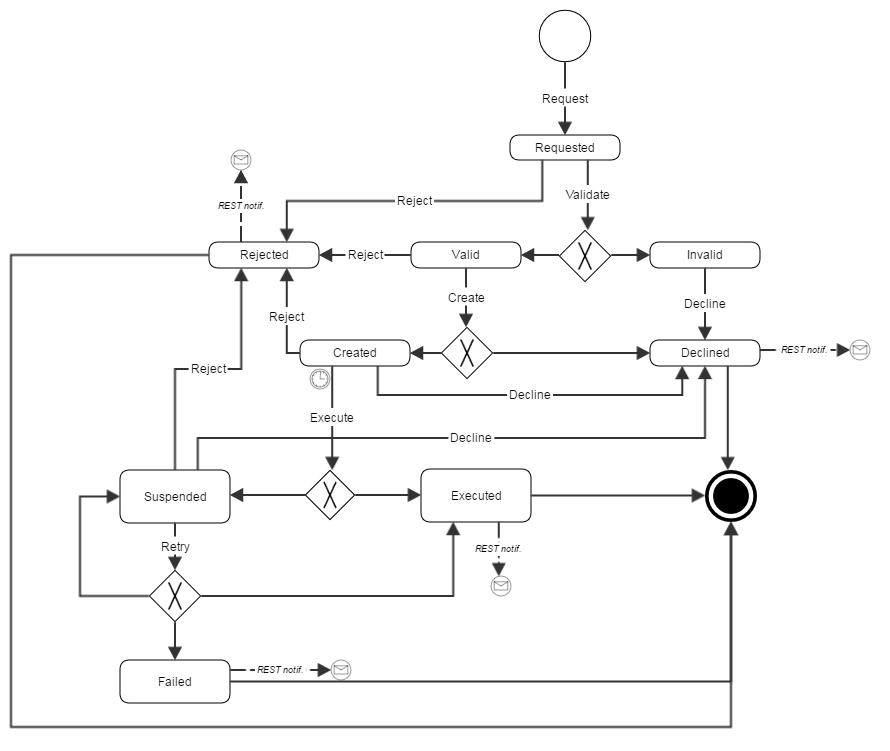 Request
Requested
Reject
Validate
REST notif.
Rejected
Reject
Valid
Invalid
Create
Decline
Reject
Created
Declined
REST notif.
Reject
Decline
Execute
Decline
Suspended
Executed
Retry
REST notif.
REST notif.
Failed